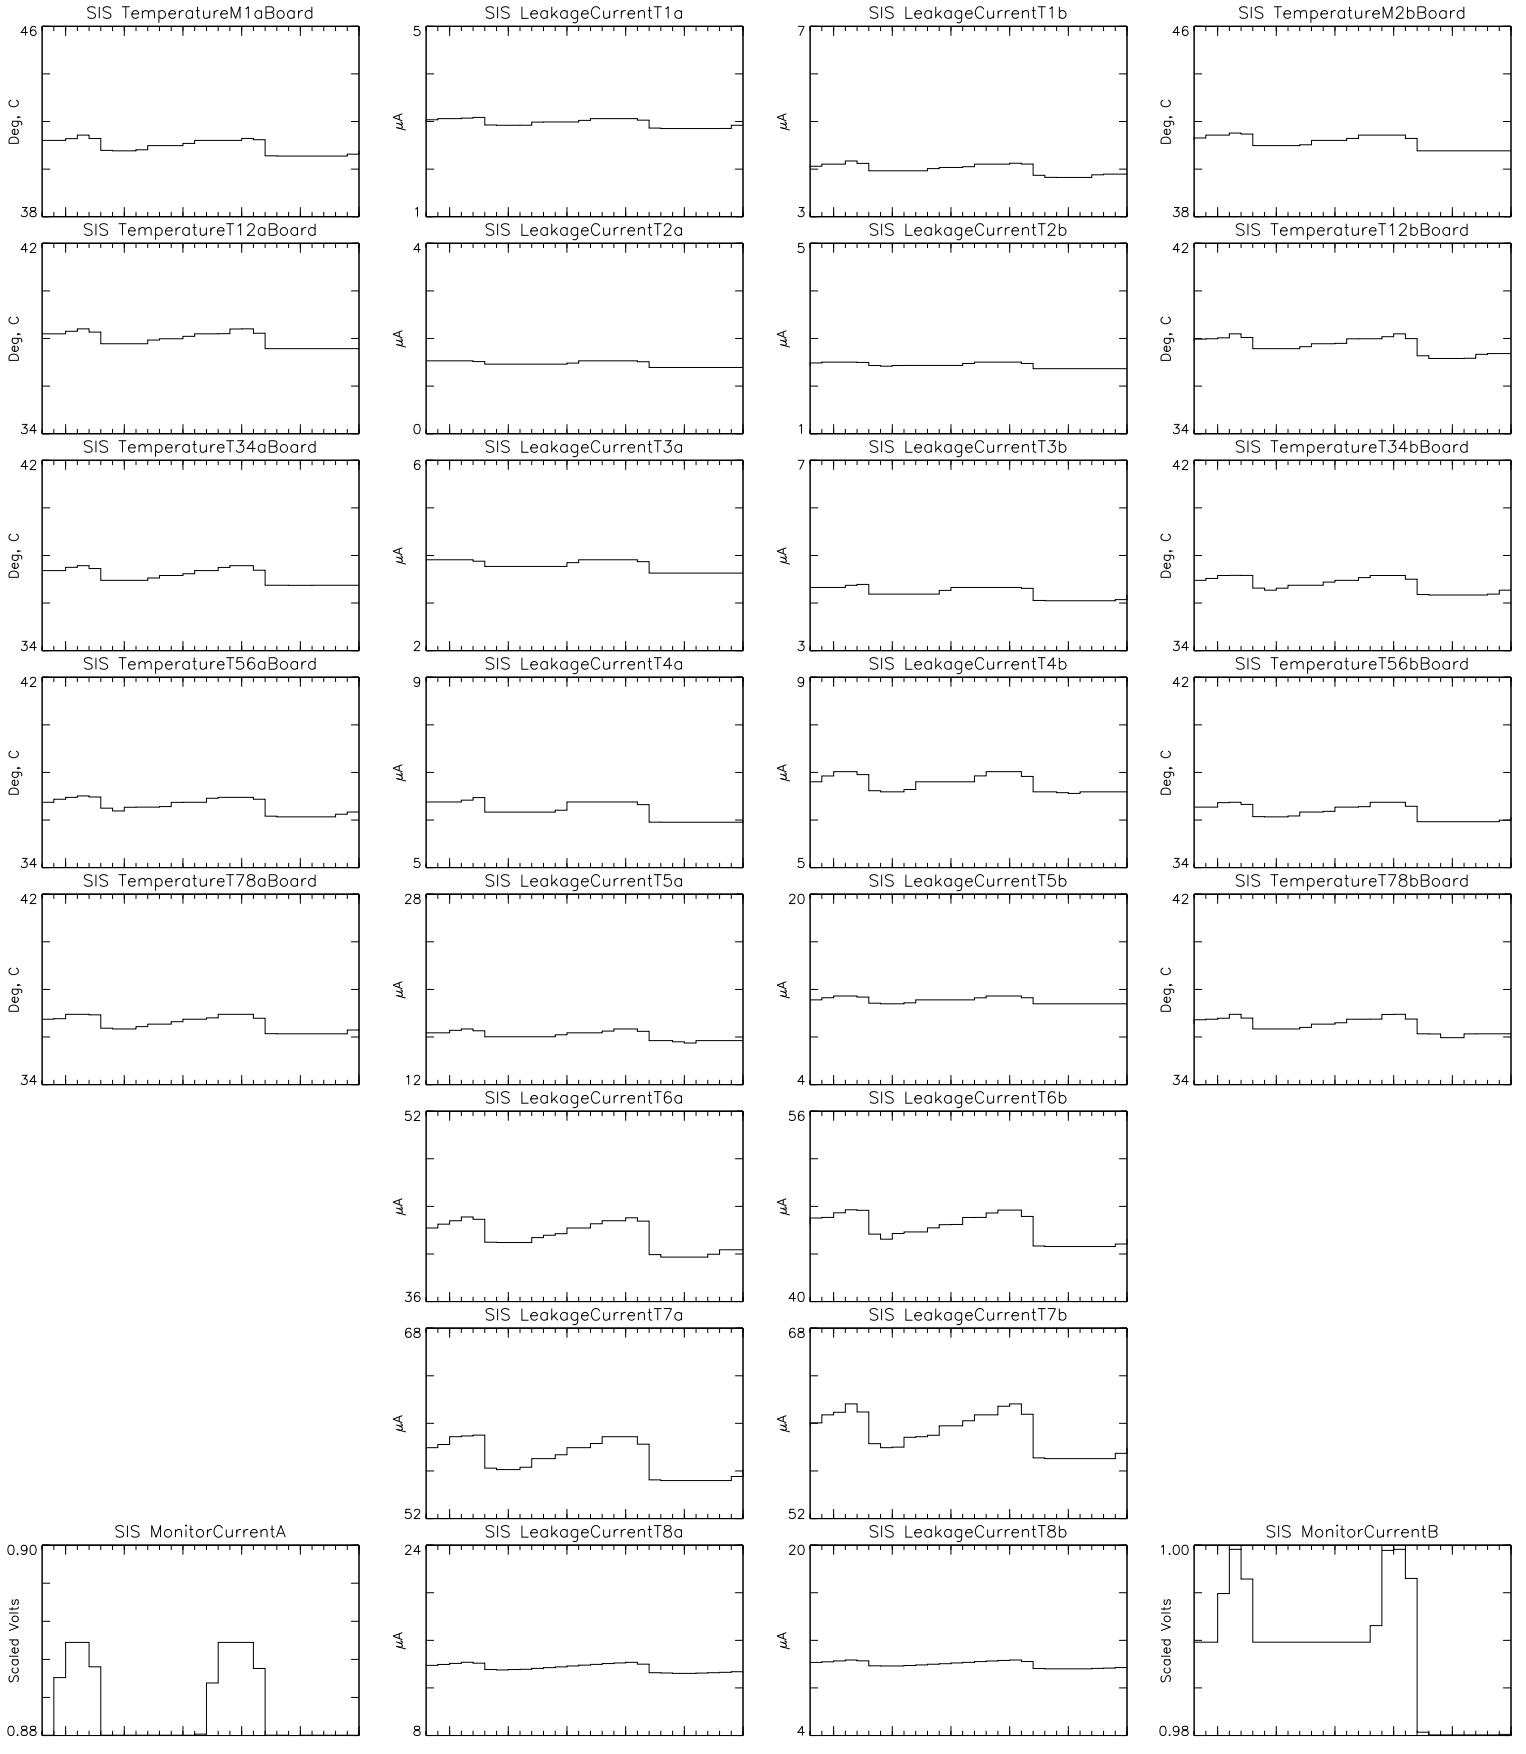 SIS TemperatureM1aBoard
46
Deg, C
38
SIS LeakageCurrentT1a
5
μA
1
SIS LeakageCurrentT1b
7
μA
3
SIS TemperatureM2bBoard
46
Deg, C
38
SIS TemperatureT12aBoard
42
Deg, C
34
SIS LeakageCurrentT2a
4
μA
0
SIS LeakageCurrentT2b
5
μA
1
SIS TemperatureT12bBoard
42
Deg, C
34
SIS TemperatureT34aBoard
42
Deg, C
34
SIS LeakageCurrentT3a
6
μA
2
SIS LeakageCurrentT3b
7
μA
3
SIS TemperatureT34bBoard
42
Deg, C
34
SIS TemperatureT56aBoard
42
Deg, C
34
SIS LeakageCurrentT4a
9
μA
5
SIS LeakageCurrentT4b
9
μA
5
SIS TemperatureT56bBoard
42
Deg, C
34
SIS TemperatureT78aBoard
42
Deg, C
34
SIS LeakageCurrentT5a
28
μA
12
SIS LeakageCurrentT5b
20
μA
4
SIS TemperatureT78bBoard
42
Deg, C
34
SIS LeakageCurrentT6a
52
μA
36
SIS LeakageCurrentT6b
56
μA
40
SIS LeakageCurrentT7a
68
μA
52
SIS LeakageCurrentT7b
68
μA
52
SIS MonitorCurrentA
0.90
Scaled Volts
0.88
SIS LeakageCurrentT8a
24
μA
8
SIS LeakageCurrentT8b
20
μA
4
SIS MonitorCurrentB
1.00
Scaled Volts
0.98